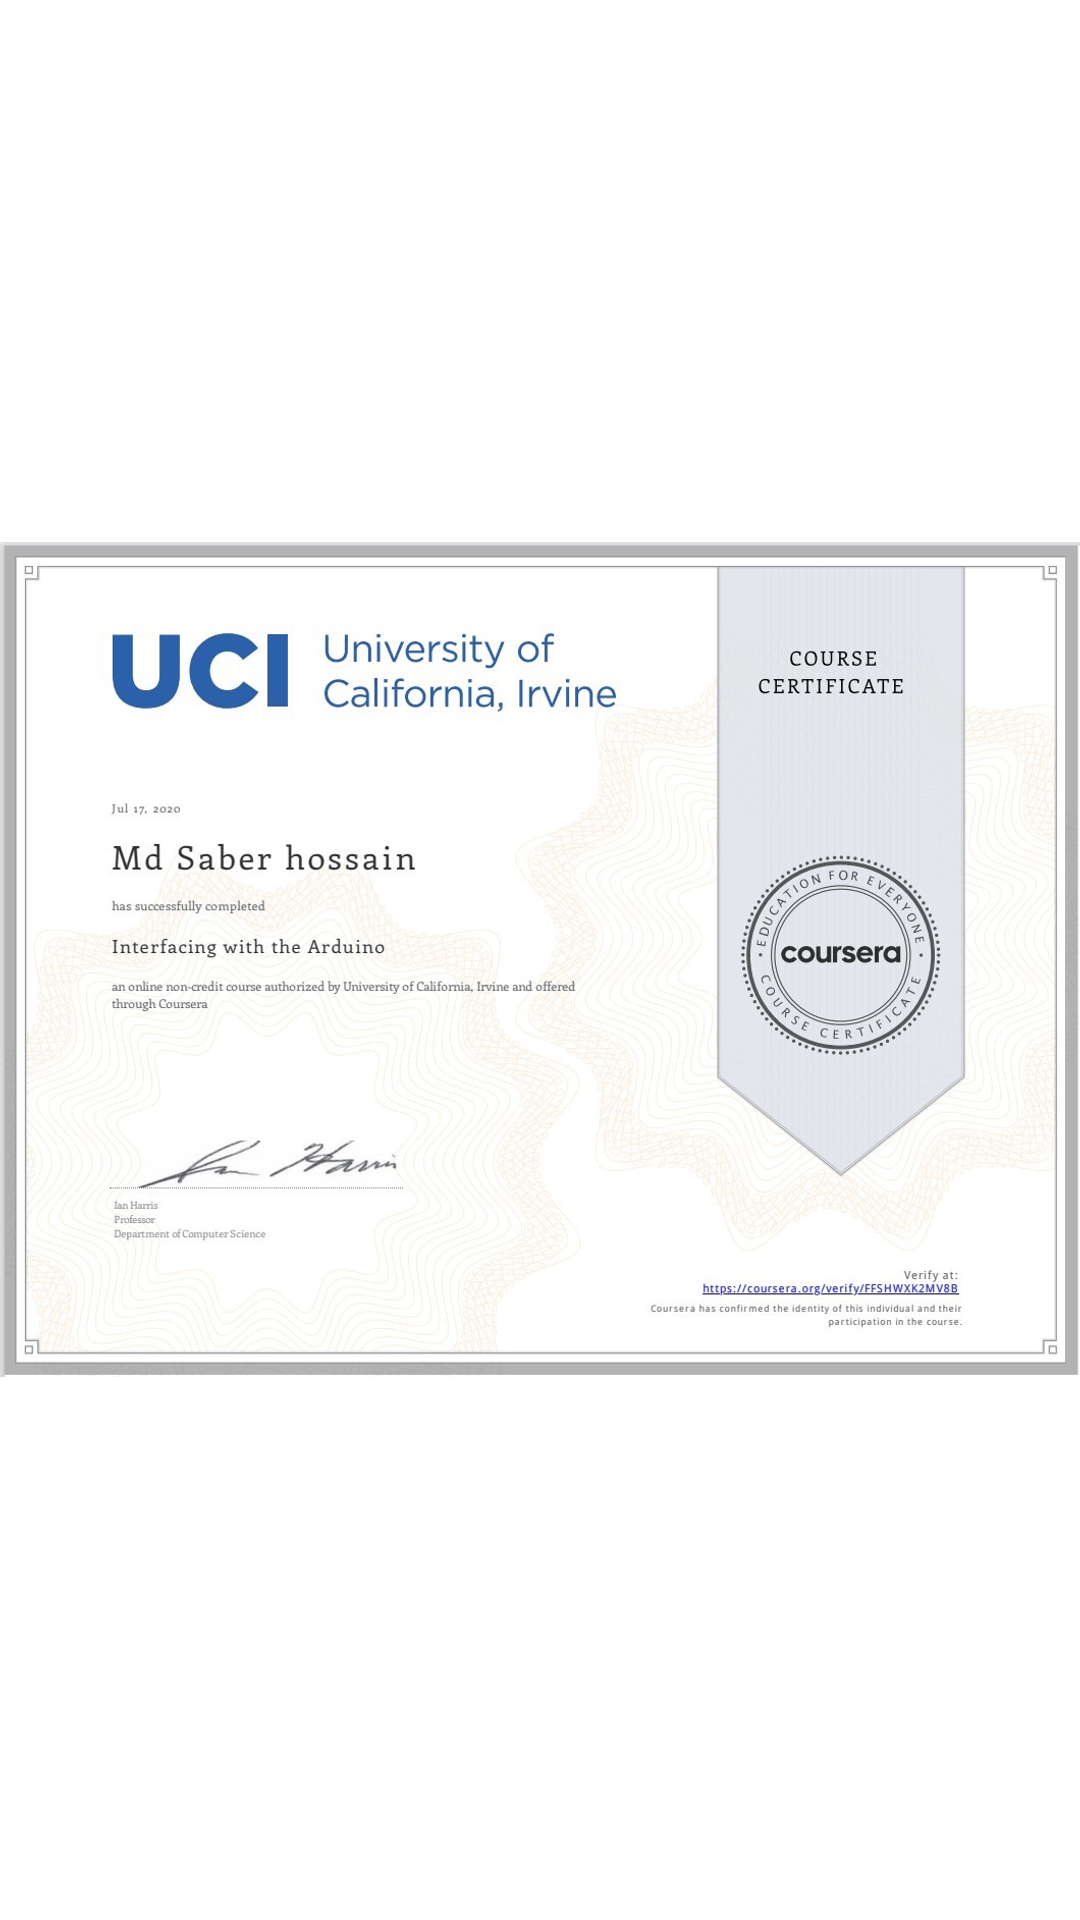 UCI
University of
California, Irvine
COURSE
CERTIFICATE
Jul 17, 2020
Md Saber hossain
has successfully completed
Interfacing with the Arduino
an online non-credit course authorized by University of California, Irvine and offered
through Coursera
EDUCATION FOR EVERYONE
coursera
COURSE CERTIFICATE
Ian Harris
Ian Harris
Professor
Department of Computer Science
Verify at:
https://coursera.org/verify/FFSHWXK2MV8B
Coursera has confirmed the identity of this individual and their
participation in the course.